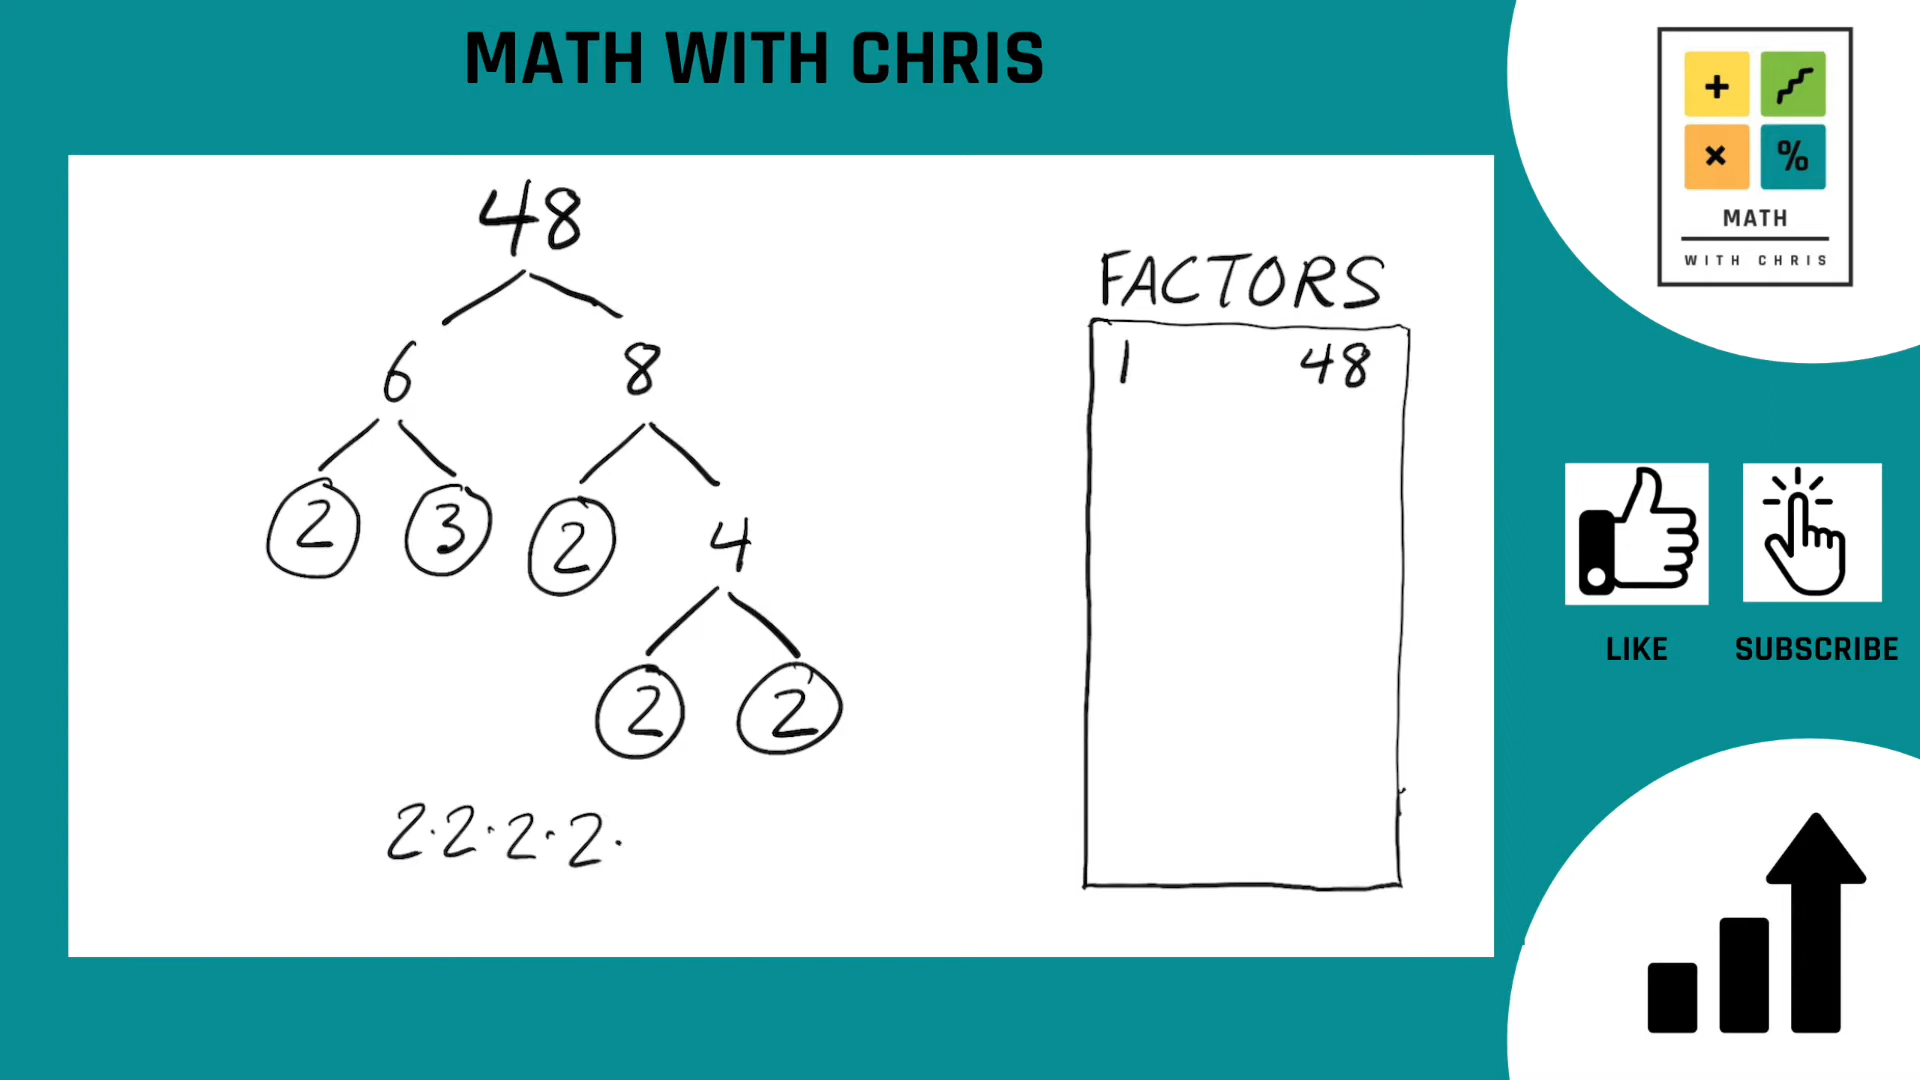 MATH WITH CHRIS
48
6 8
2 3 2 4
2 2
2·2·2·2·
FACTORS
1 48
+
× %
MATH
WITH CHRIS
LIKE SUBSCRIBE